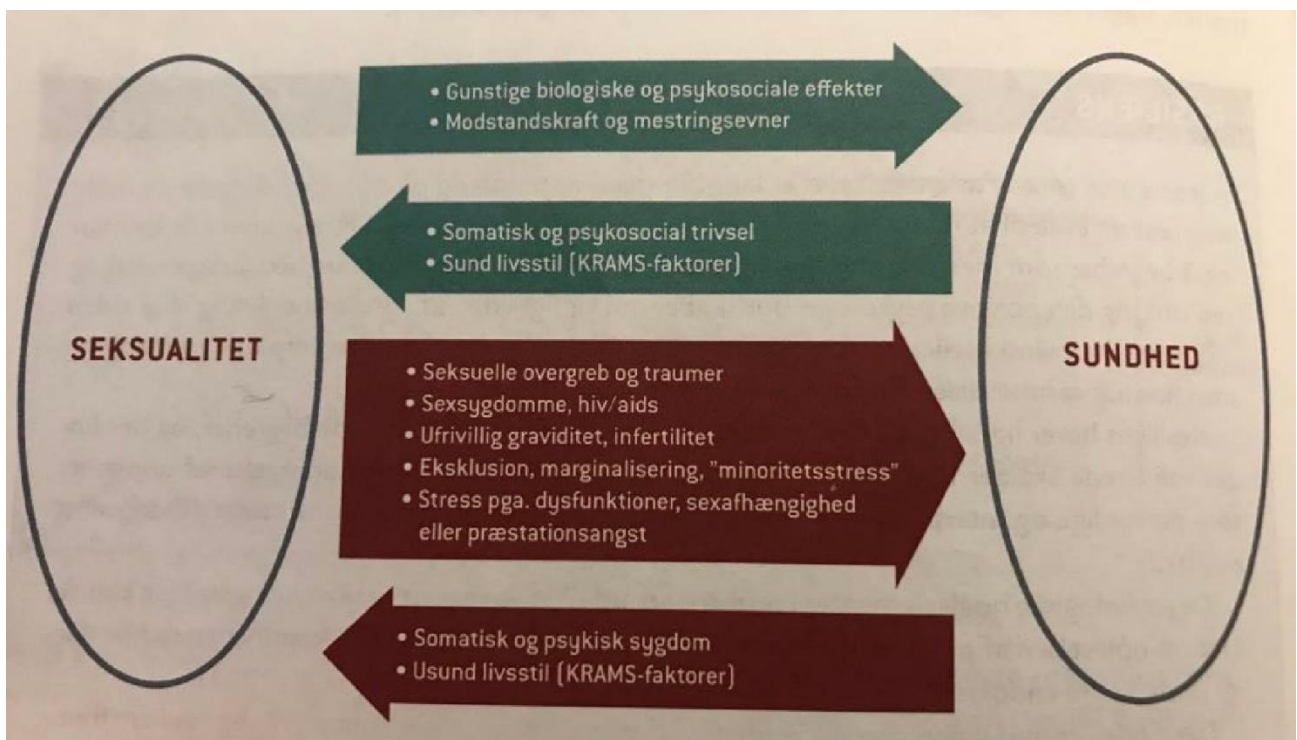 • Gunstige biologiske og psykosociale effekter
• Modstandskraft og mestringsevner
• Somatisk og psykosocial trivsel
• Sund livsstil (KRAMS-faktorer)
SEKSUALITET
SUNDHED
• Seksuelle overgreb og traumer
• Sexsygdomme, hiv/aids
• Ufrivillig graviditet, infertilitet
• Eksklusion, marginalisering, "minoritetsstress"
• Stress pga. dysfunktioner, sexafhængighed
eller præstationsangst
• Somatisk og psykisk sygdom
• Usund livsstil (KRAMS-faktorer)